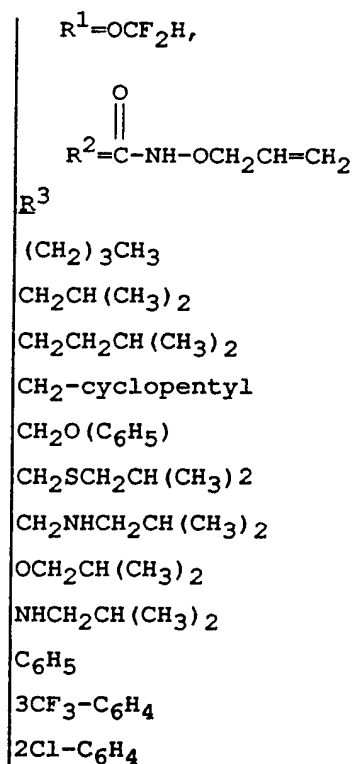 R¹=OCF₂H,
O
R²=C-NH-OCH₂CH=CH₂
R³
(CH₂)₃CH₃
CH₂CH(CH₃)₂
CH₂CH₂CH(CH₃)₂
CH₂-cyclopentyl
CH₂O(C₆H₅)
CH₂SCH₂CH(CH₃)2
CH₂NHCH₂CH(CH₃)₂
OCH₂CH(CH₃)₂
NHCH₂CH(CH₃)₂
C₆H₅
3CF₃-C₆H₄
2Cl-C₆H₄